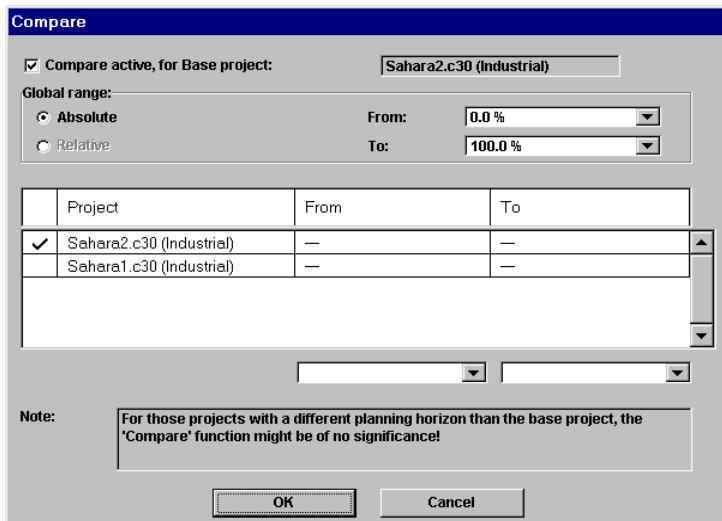 Compare
Compare active, for Base project: Sahara2.c30 (Industrial)
Global range:
Absolute From: 0.0 %
Relative To: 100.0 %
Project From To
Sahara2.c30 (Industrial) — —
Sahara1.c30 (Industrial) — —
Note: For those projects with a different planning horizon than the base project, the
'Compare' function might be of no significance!
OK Cancel